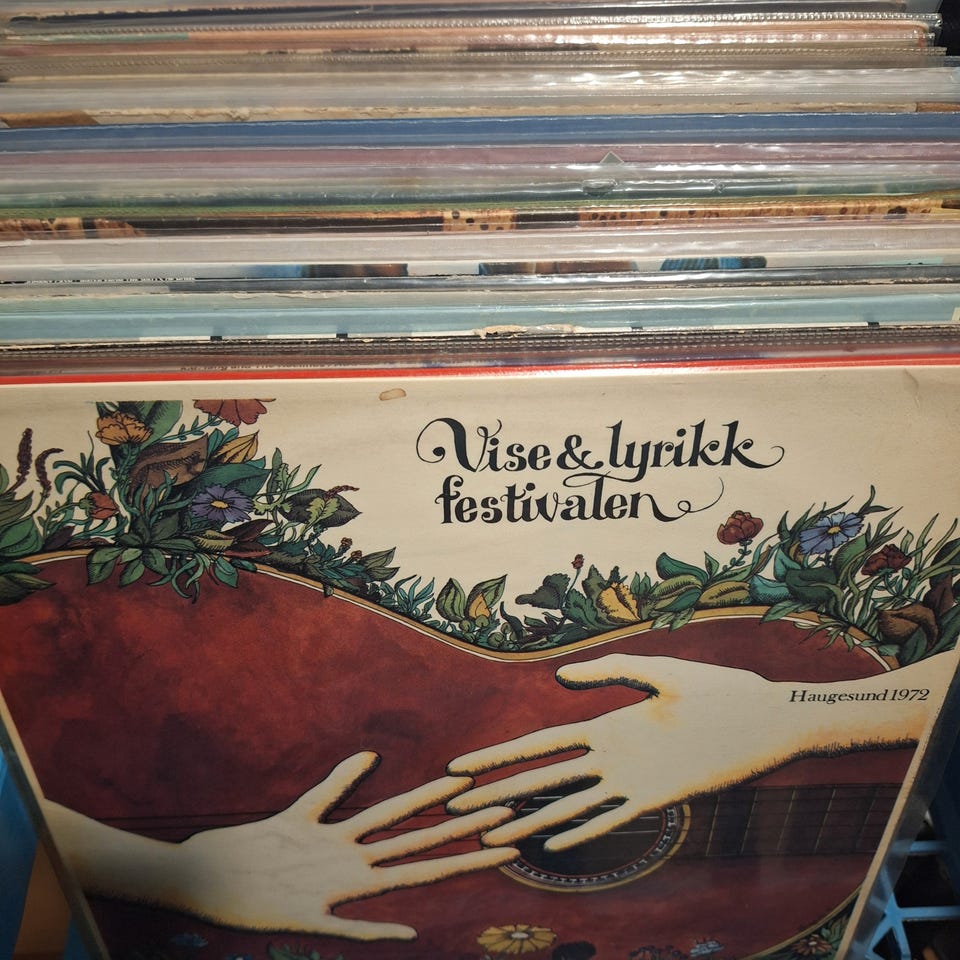 Vise & lyrikk
festivalen
Haugesund 1972